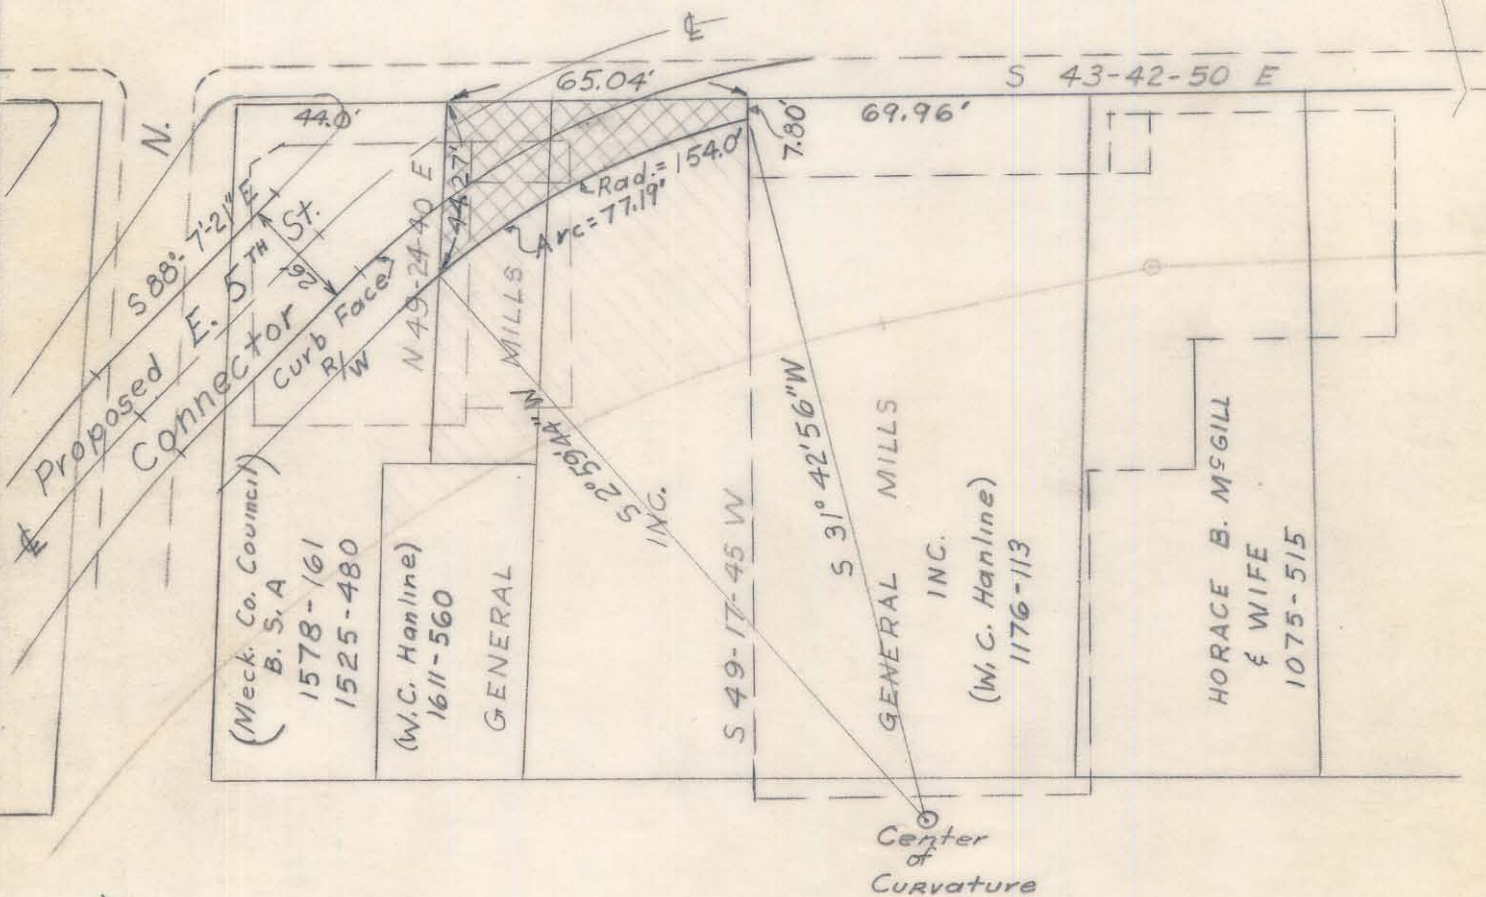 ℄
65.04'
S 43-42-50 E
44.0'
69.96'
7.80'
N.
Rad. = 154.0'
Arc = 77.19'
44.27'
N 49-24-40 E
S 88°-7'-21" E
26'
Proposed E. 5TH St.
Connector
Curb Face
R/W
℄
MILLS
S 2° 59'44" W
INC.
S 31° 42' 56" W
S 49-17-45 W
(Meck. Co. Council)
B. S. A
1578-161
1525-480
(W.C. Hanline)
1611-560
GENERAL
GENERAL MILLS
INC.
(W.C. Hanline)
1176-113
HORACE B. McGILL
& WIFE
1075-515
Center
of
Curvature